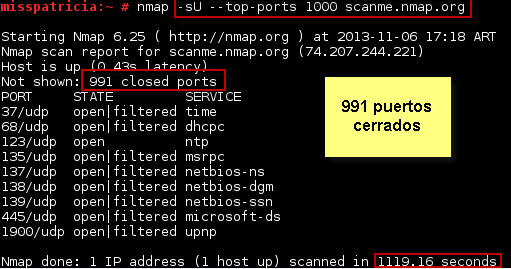 misspatricia:~ # nmap -sU --top-ports 1000 scanme.nmap.org
Starting Nmap 6.25 ( http://nmap.org ) at 2013-11-06 17:18 ART
Nmap scan report for scanme.nmap.org (74.207.244.221)
Host is up (0.43s latency)
Not shown: 991 closed ports
PORT STATE SERVICE
37/udp open|filtered time
68/udp open|filtered dhcpc
123/udp open ntp
135/udp open|filtered msrpc
137/udp open|filtered netbios-ns
138/udp open|filtered netbios-dgm
139/udp open|filtered netbios-ssn
445/udp open|filtered microsoft-ds
1900/udp open|filtered upnp
991 puertos
cerrados
Nmap done: 1 IP address (1 host up) scanned in 1119.16 seconds